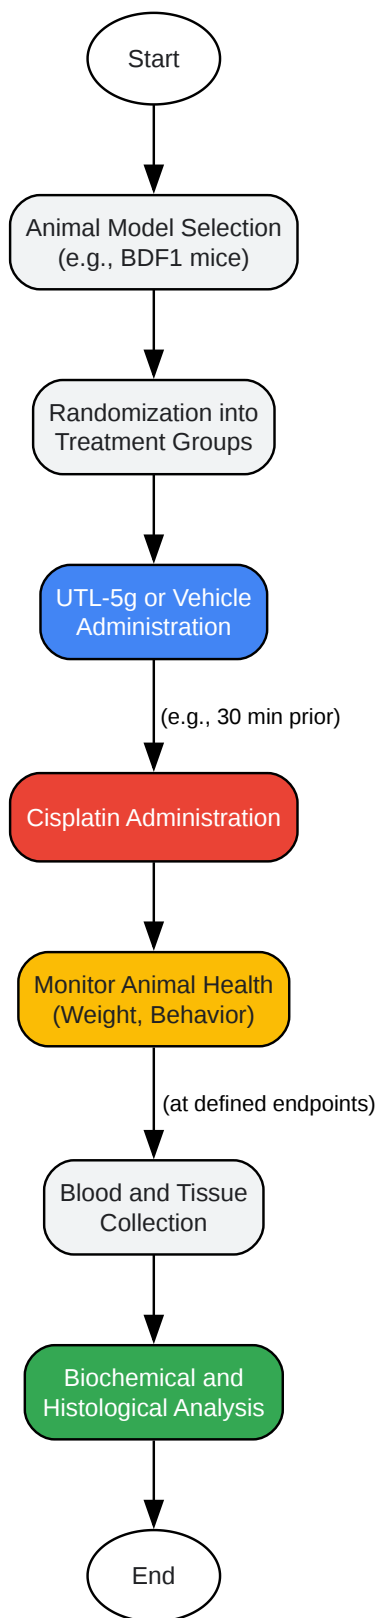 Start
Animal Model Selection
(e.g., BDF1 mice)
Randomization into
Treatment Groups
UTL-5g or Vehicle
Administration
(e.g., 30 min prior)
Cisplatin Administration
Monitor Animal Health
(Weight, Behavior)
(at defined endpoints)
Blood and Tissue
Collection
Biochemical and
Histological Analysis
End